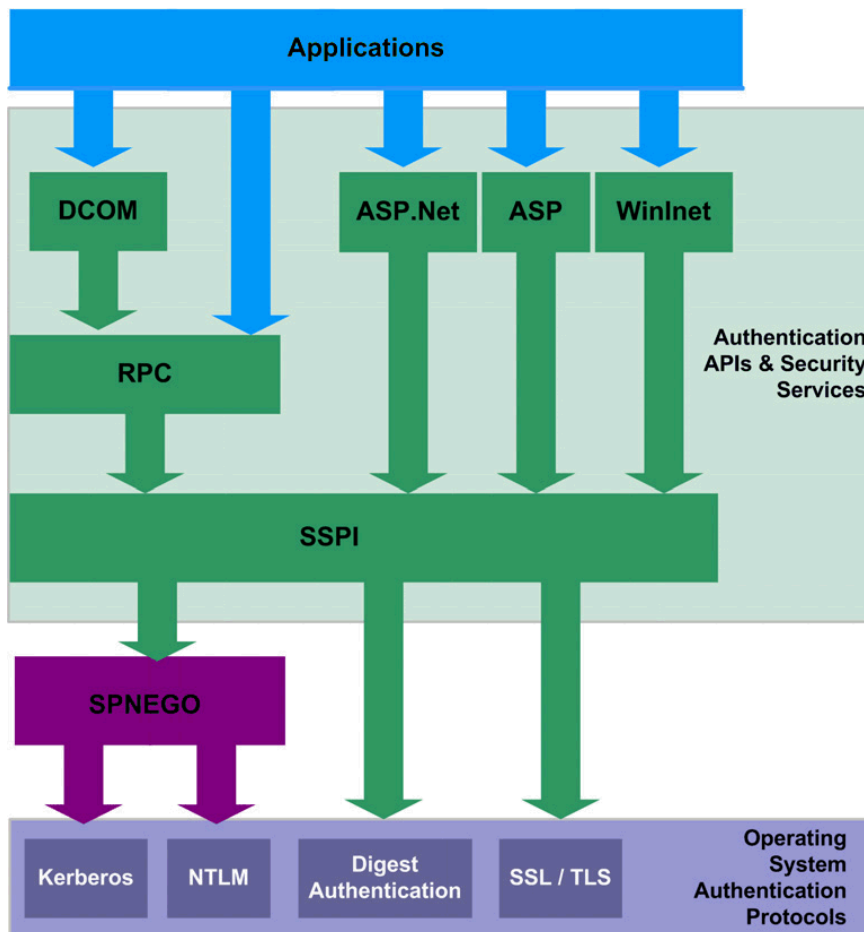 Applications
DCOM
ASP.Net
ASP
WinInet
RPC
Authentication
APIs & Security
Services
SSPI
SPNEGO
Kerberos
NTLM
Digest
Authentication
SSL / TLS
Operating
System
Authentication
Protocols